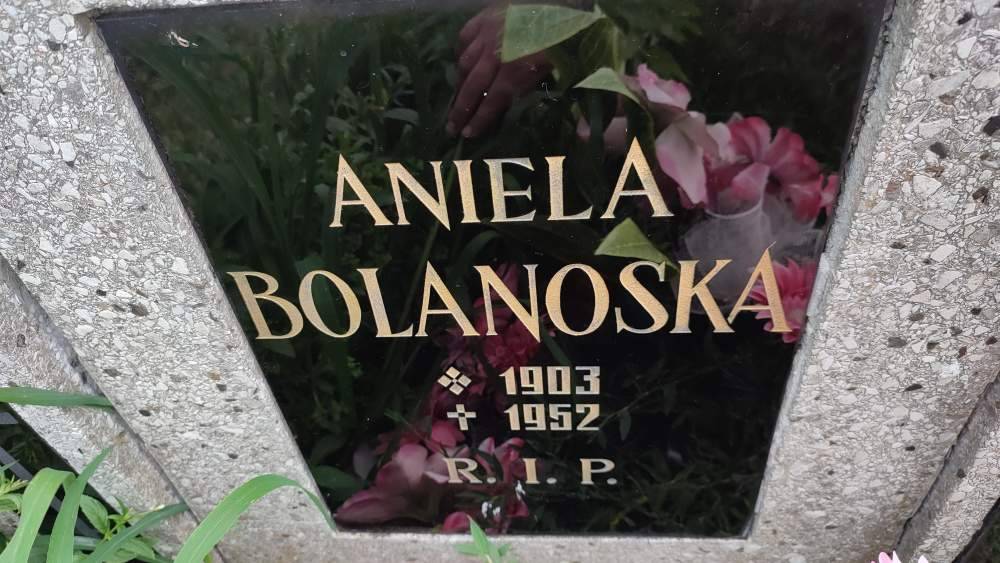 ANIELA
BOLANOSKA
❖ 1903
✝ 1952
R. I. P.